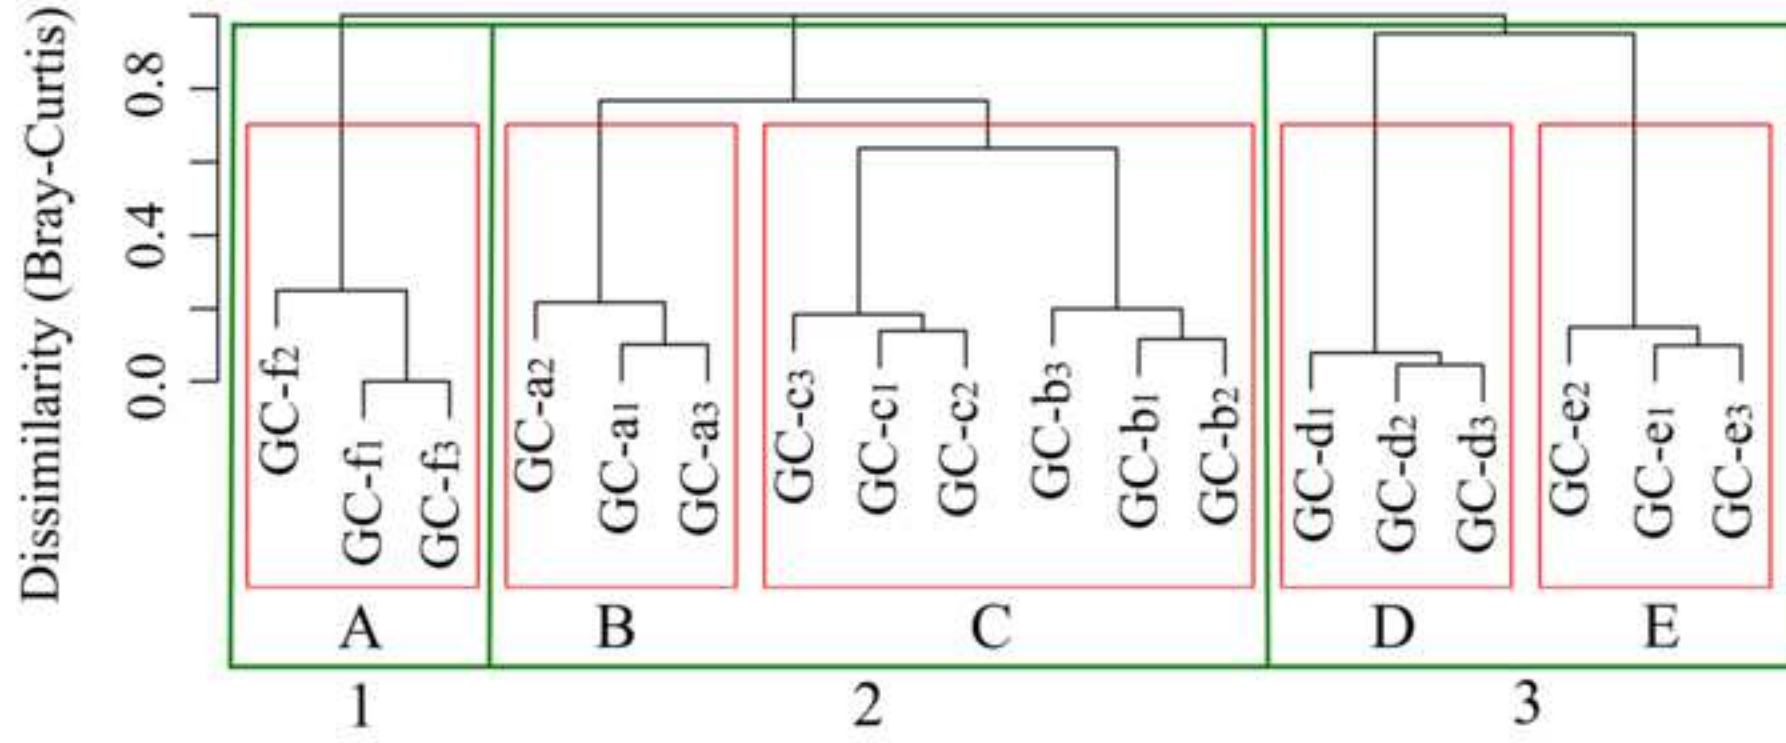 Dissimilarity (Bray-Curtis)
0.8
0.4
0.0
GC-f2
GC-f1
GC-f3
GC-a2
GC-a1
GC-a3
GC-c3
GC-c1
GC-c2
GC-b3
GC-b1
GC-b2
GC-d1
GC-d2
GC-d3
GC-e2
GC-e1
GC-e3
A B C D E
1 2 3